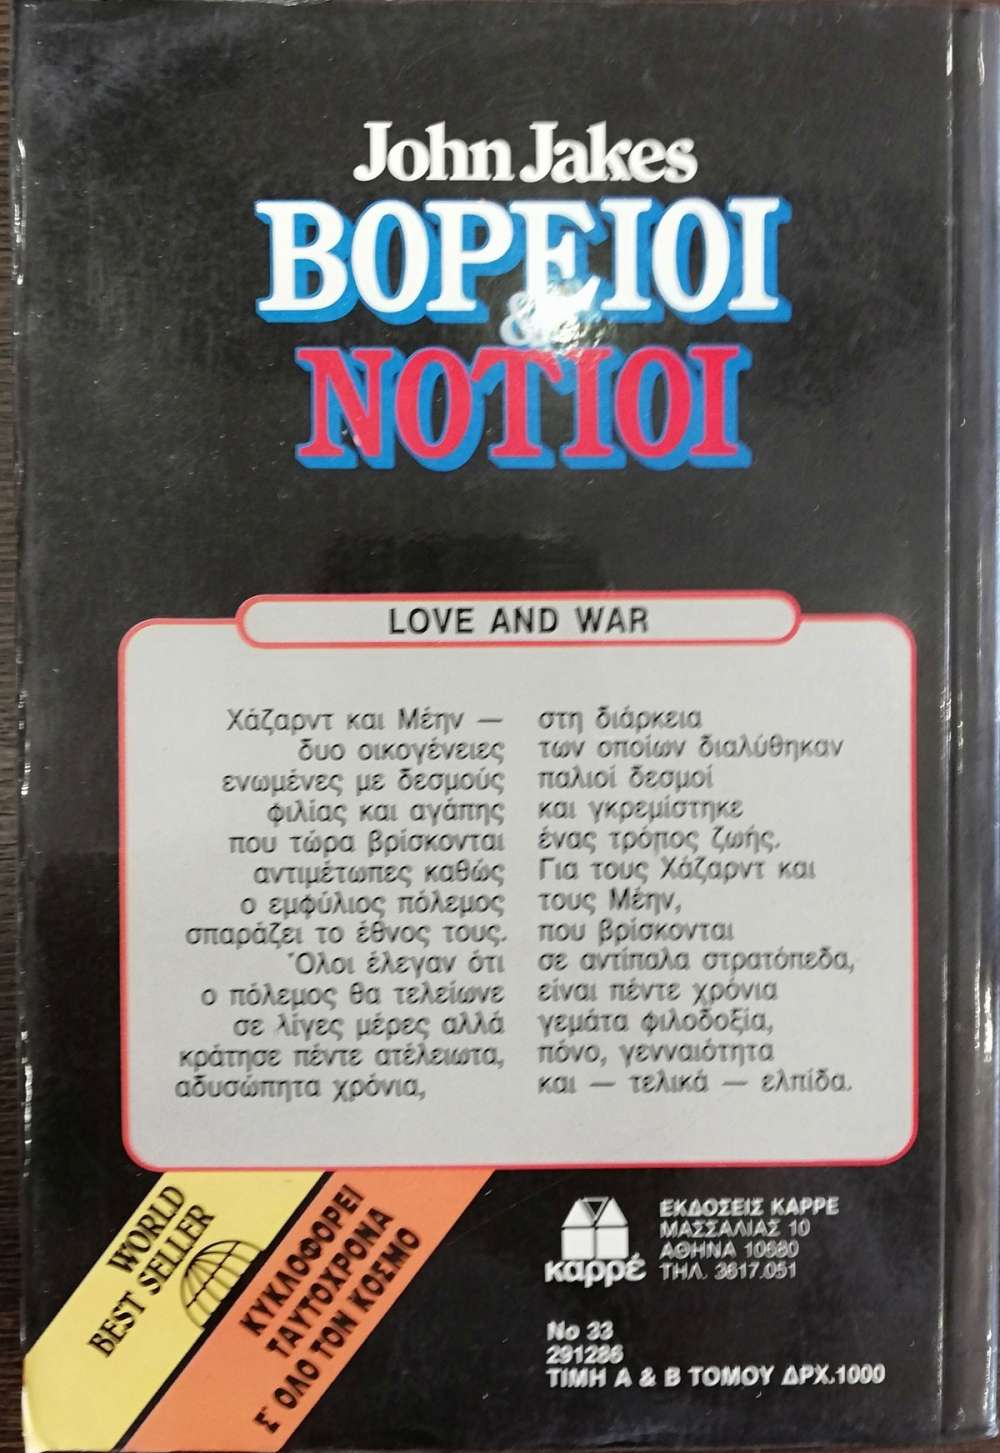 John Jakes
ΒΟΡΕΙΟΙ
&
ΝΟΤΙΟΙ
LOVE AND WAR
Χάζαρντ και Μέην —
δυο οικογένειες
ενωμένες με δεσμούς
φιλίας και αγάπης
που τώρα βρίσκονται
αντιμέτωπες καθώς
ο εμφύλιος πόλεμος
σπαράζει το έθνος τους.
Όλοι έλεγαν ότι
ο πόλεμος θα τελείωνε
σε λίγες μέρες αλλά
κράτησε πέντε ατέλειωτα,
αδυσώπητα χρόνια,
στη διάρκεια
των οποίων διαλύθηκαν
παλιοί δεσμοί
και γκρεμίστηκε
ένας τρόπος ζωής.
Για τους Χάζαρντ και
τους Μέην,
που βρίσκονται
σε αντίπαλα στρατόπεδα,
είναι πέντε χρόνια
γεμάτα φιλοδοξία,
πόνο, γενναιότητα
και — τελικά — ελπίδα.
WORLD
BEST SELLER
ΚΥΚΛΟΦΟΡΕΙ
ΤΑΥΤΟΧΡΟΝΑ
Σ' ΟΛΟ ΤΟΝ ΚΟΣΜΟ
καρρέ
ΕΚΔΟΣΕΙΣ ΚΑΡΡΕ
ΜΑΣΣΑΛΙΑΣ 10
ΑΘΗΝΑ 10680
ΤΗΛ. 3617.051
No 33
291286
ΤΙΜΗ Α & Β ΤΟΜΟΥ ΔΡΧ.1000